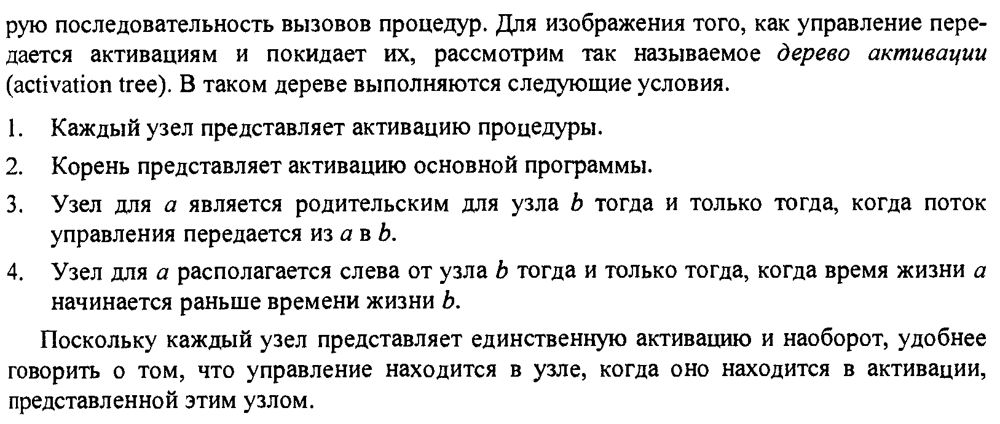 рую последовательность вызовов процедур. Для изображения того, как управление пере-
дается активациям и покидает их, рассмотрим так называемое дерево активации
(activation tree). В таком дереве выполняются следующие условия.
1. Каждый узел представляет активацию процедуры.
2. Корень представляет активацию основной программы.
3. Узел для a является родительским для узла b тогда и только тогда, когда поток
управления передается из a в b.
4. Узел для a располагается слева от узла b тогда и только тогда, когда время жизни a
начинается раньше времени жизни b.
Поскольку каждый узел представляет единственную активацию и наоборот, удобнее
говорить о том, что управление находится в узле, когда оно находится в активации,
представленной этим узлом.